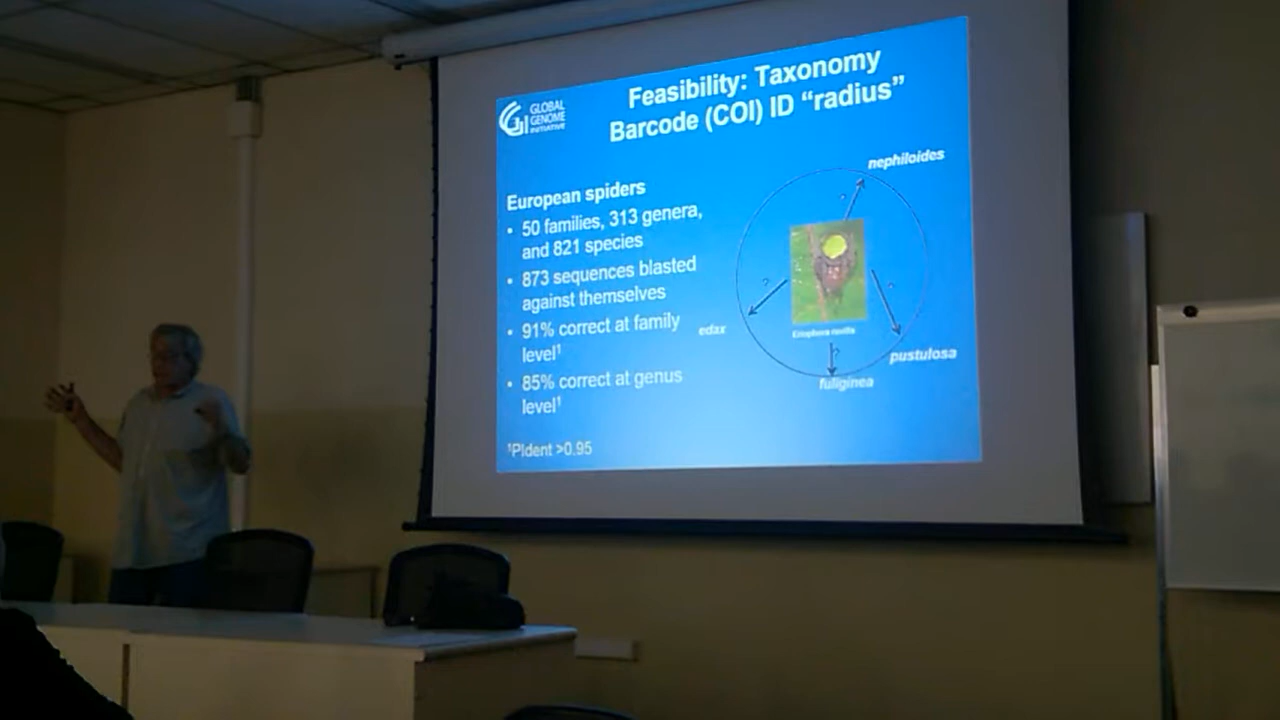 GLOBAL
GENOME
INITIATIVE
Feasibility: Taxonomy
Barcode (COI) ID “radius”
European spiders
• 50 families, 313 genera,
and 821 species
• 873 sequences blasted
against themselves
• 91% correct at family
level¹
• 85% correct at genus
level¹
¹PIdent >0.95
nephiloides
?
?
?
?
edax
pustulosa
fuliginea